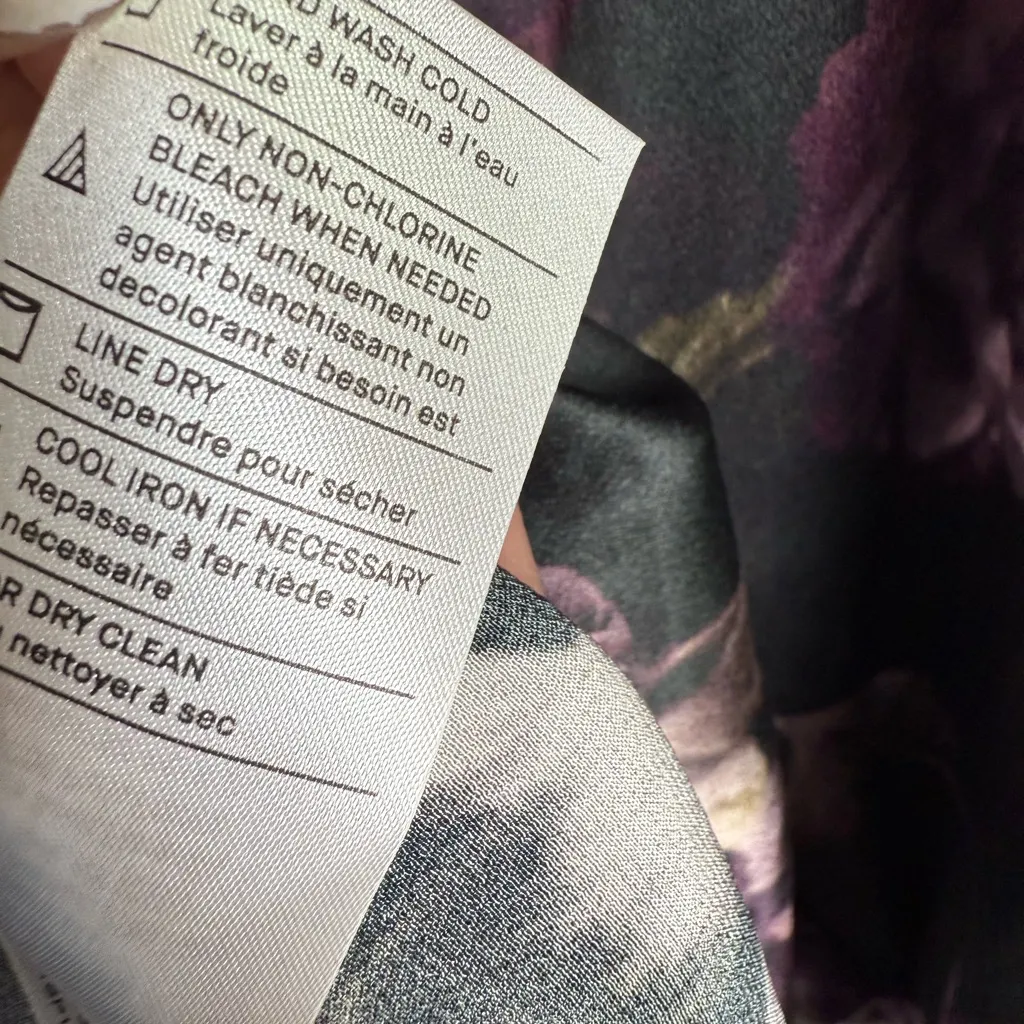 WASH COLD
Laver à la main à l'eau
froide
ONLY NON-CHLORINE
BLEACH WHEN NEEDED
Utiliser uniquement un
agent blanchissant non
decolorant si besoin est
LINE DRY
Suspendre pour sécher
COOL IRON IF NECESSARY
Repasser à fer tiède si
nécessaire
DRY CLEAN
nettoyer à sec